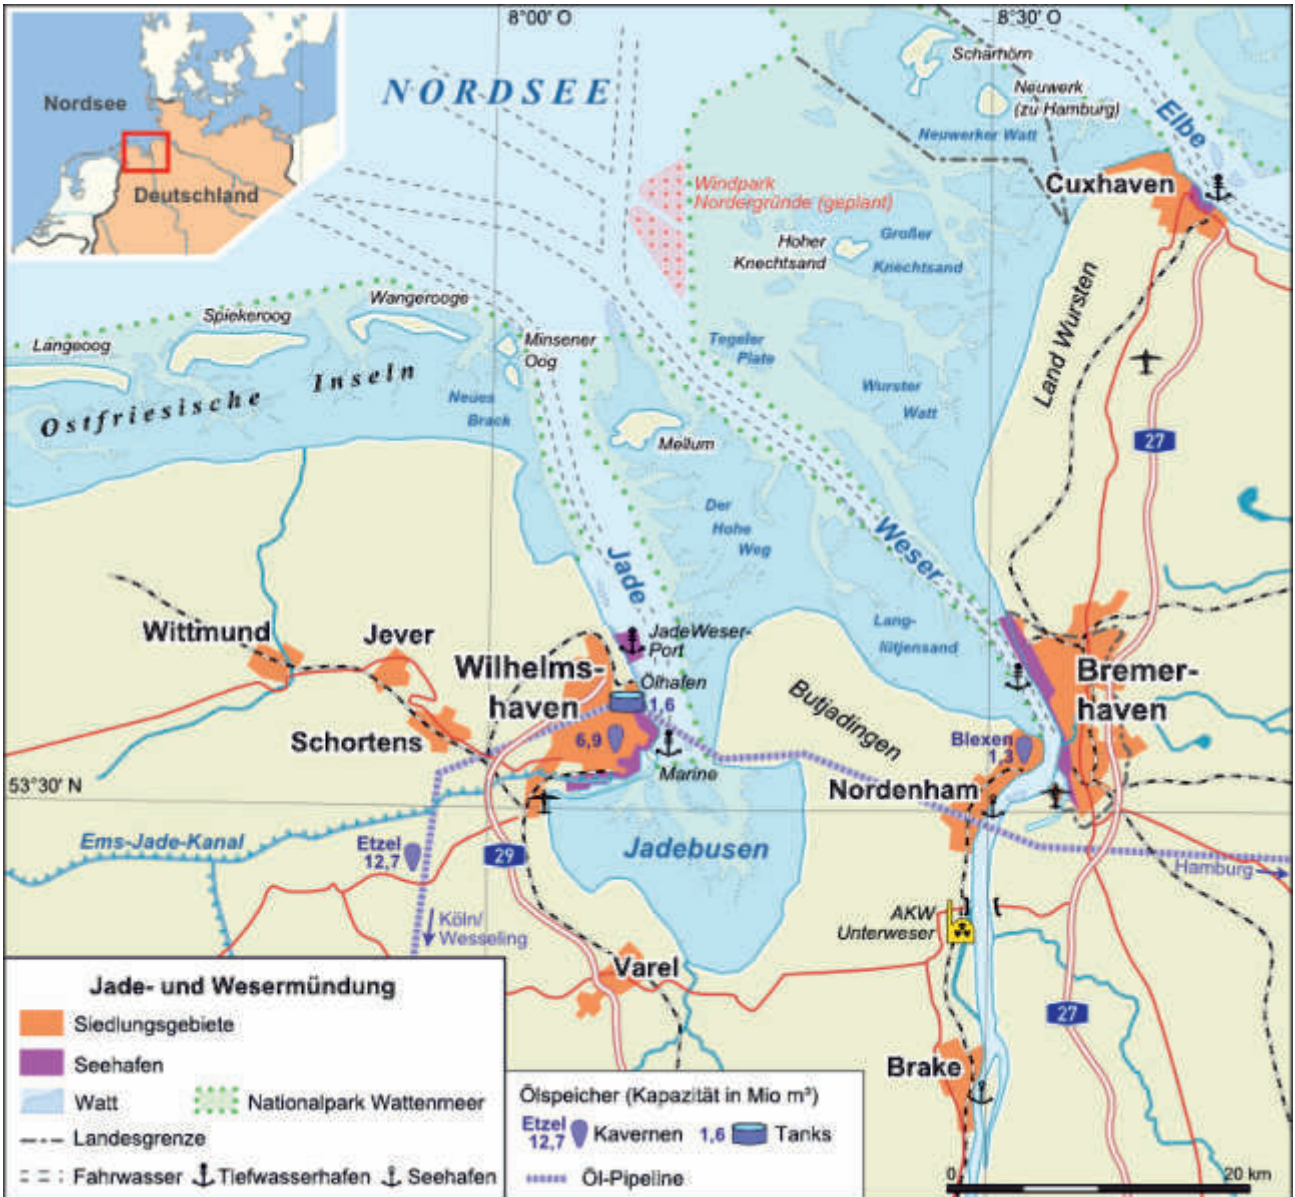 8°00' O
8°30' O
Nordsee
Deutschland
NORDSEE
Scharhörn
Neuwerk
(zu Hamburg)
Neuwerker Watt
Elbe
Cuxhaven
Windpark
Nordergründe (geplant)
Hoher
Knechtsand
Großer
Knechtsand
Land Wursten
Wangerooge
Spiekeroog
Langeoog
Minsener
Oog
Ostfriesische Inseln
Neues
Brack
Tegeler
Plate
Wurster
Watt
Mellum
27
Der
Hohe
Weg
Weser
Jade
Wittmund
Jever
JadeWeser-
Port
Lang-
lütjensand
Wilhelms-
haven
Ölhafen
1,6
Bremer-
haven
Butjadingen
Schortens
6,9
Blexen
1,3
Marine
53°30' N
Nordenham
Ems-Jade-Kanal
Etzel
12,7
29
Jadebusen
Hamburg
Köln/
Wesseling
AKW
Unterweser
Varel
27
Brake
Jade- und Wesermündung
Siedlungsgebiete
Seehafen
Watt
Nationalpark Wattenmeer
Landesgrenze
Fahrwasser
Tiefwasserhafen
Seehafen
Ölspeicher (Kapazität in Mio m³)
Etzel
12,7
Kavernen
1,6
Tanks
Öl-Pipeline
0
20 km